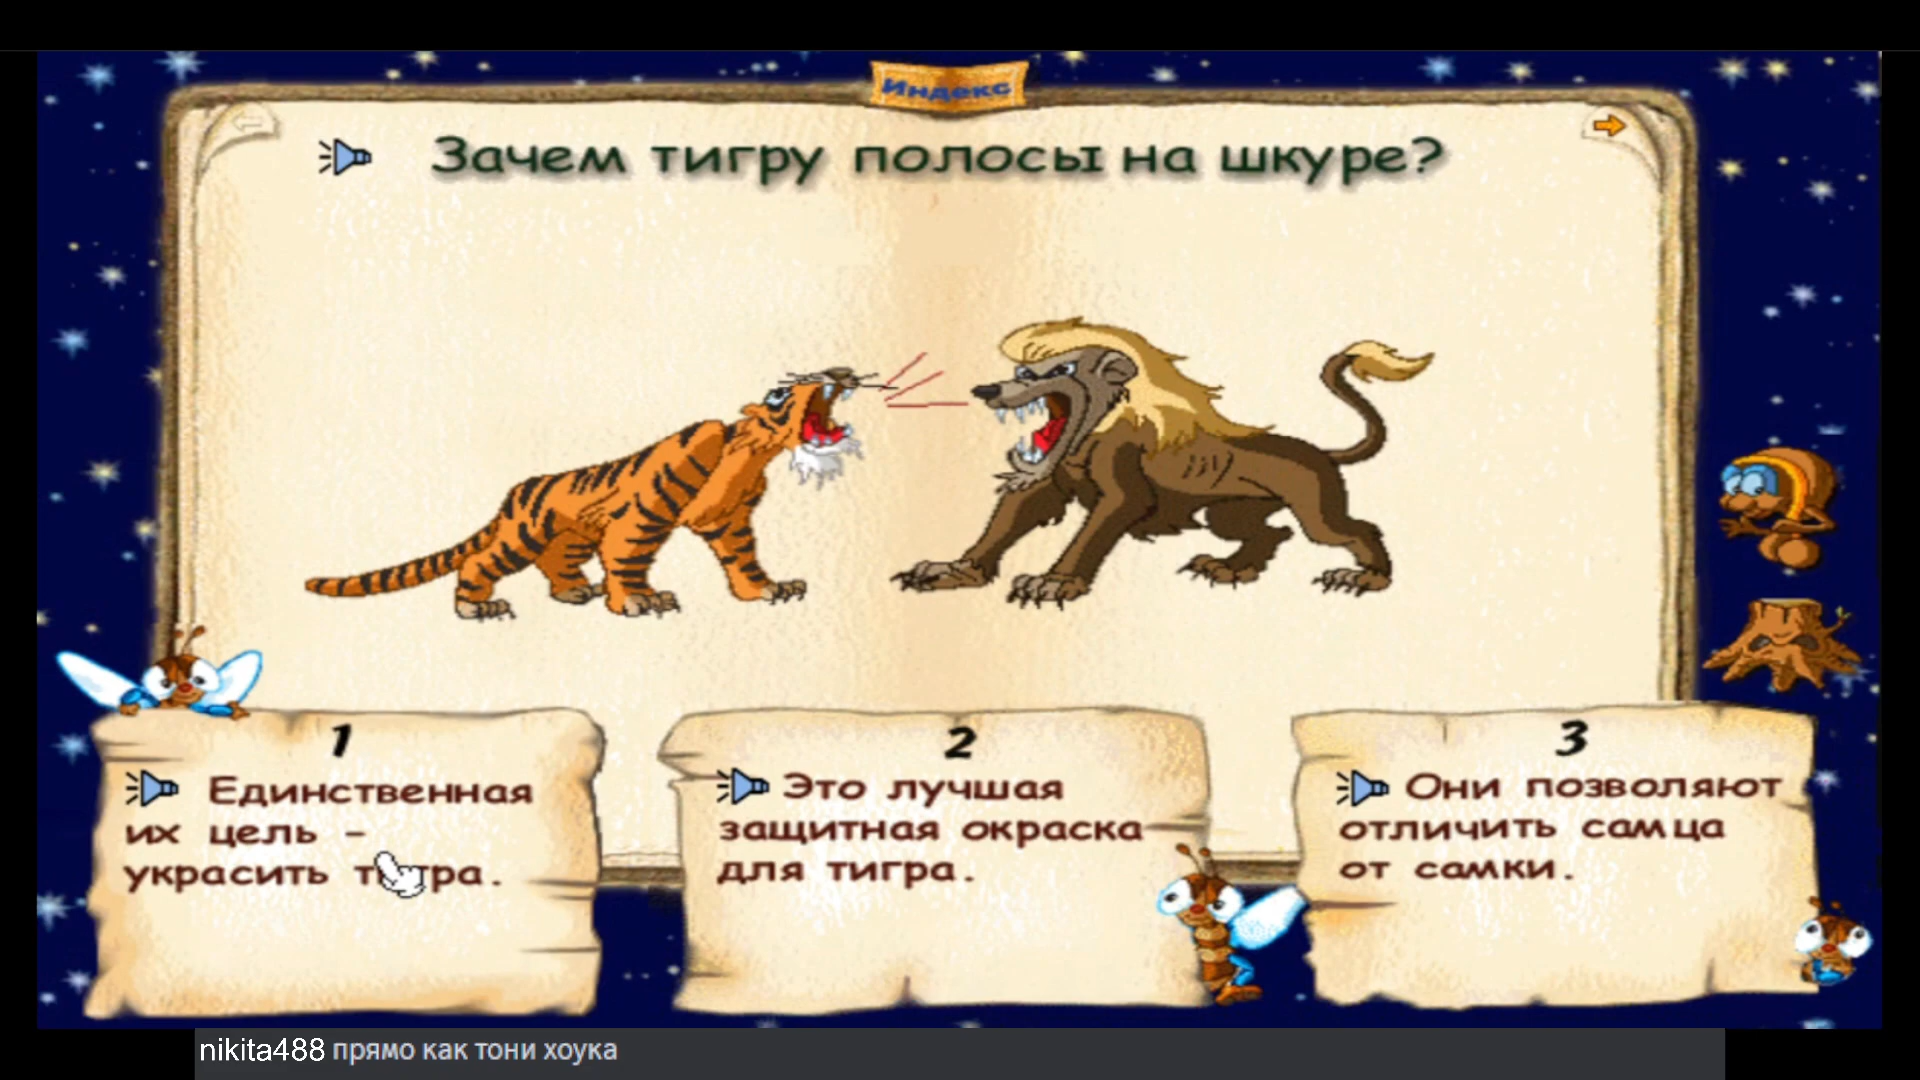 Индекс
Зачем тигру полосы на шкуре?
1
Единственная
их цель –
украсить тигра.
2
Это лучшая
защитная окраска
для тигра.
3
Они позволяют
отличить самца
от самки.
nikita488 прямо как тони хоука